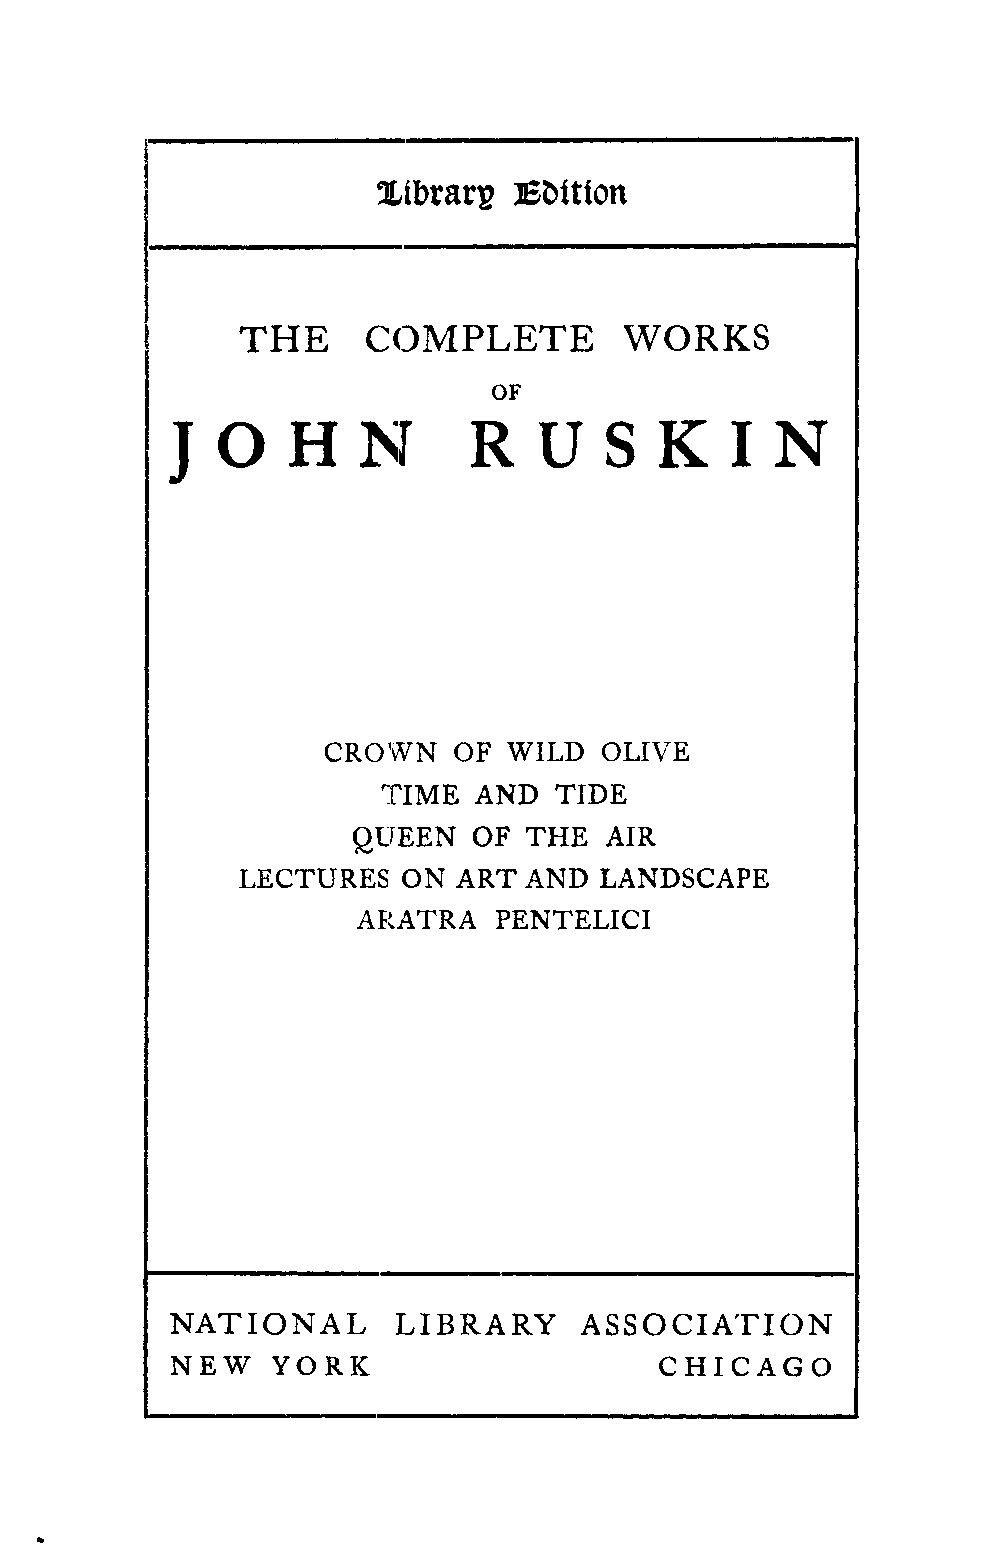 Library Edition
THE COMPLETE WORKS
OF
JOHN RUSKIN
CROWN OF WILD OLIVE
TIME AND TIDE
QUEEN OF THE AIR
LECTURES ON ART AND LANDSCAPE
ARATRA PENTELICI
NATIONAL LIBRARY ASSOCIATION
NEW YORK CHICAGO